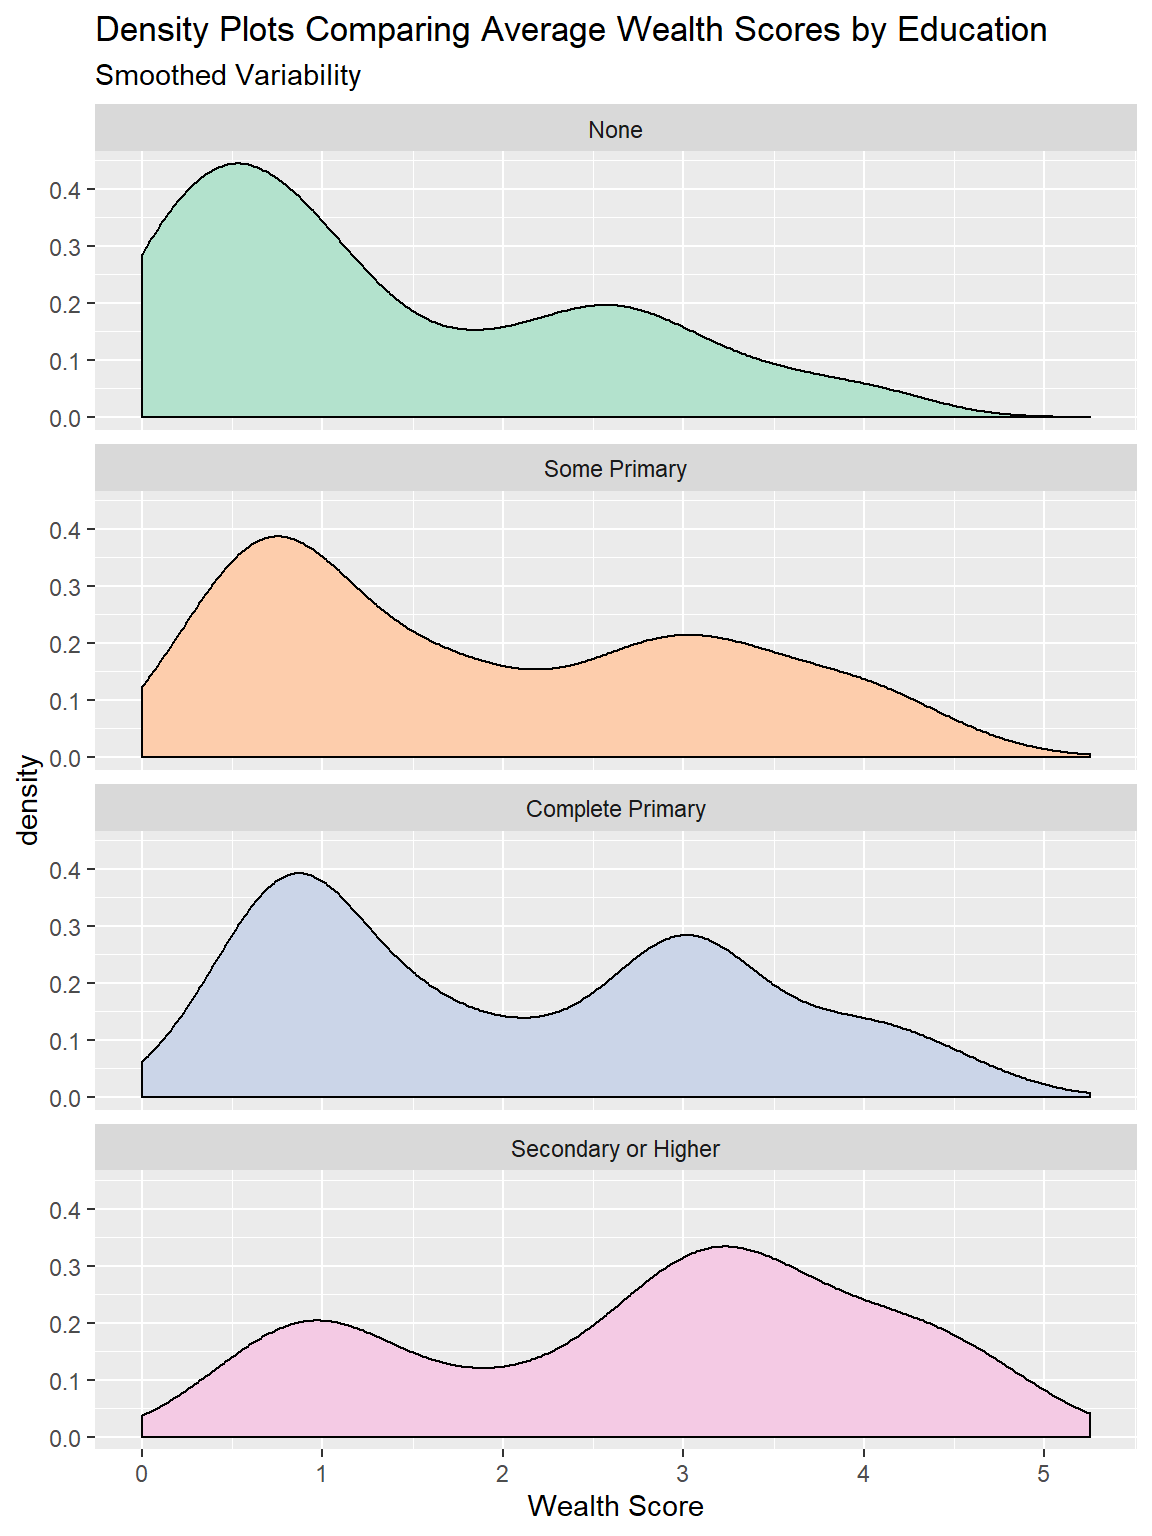 Density Plots Comparing Average Wealth Scores by Education
Smoothed Variability
None
0.4
0.3
0.2
0.1
0.0
Some Primary
0.4
0.3
0.2
0.1
0.0
density
Complete Primary
0.4
0.3
0.2
0.1
0.0
Secondary or Higher
0.4
0.3
0.2
0.1
0.0
0 1 2 3 4 5
Wealth Score